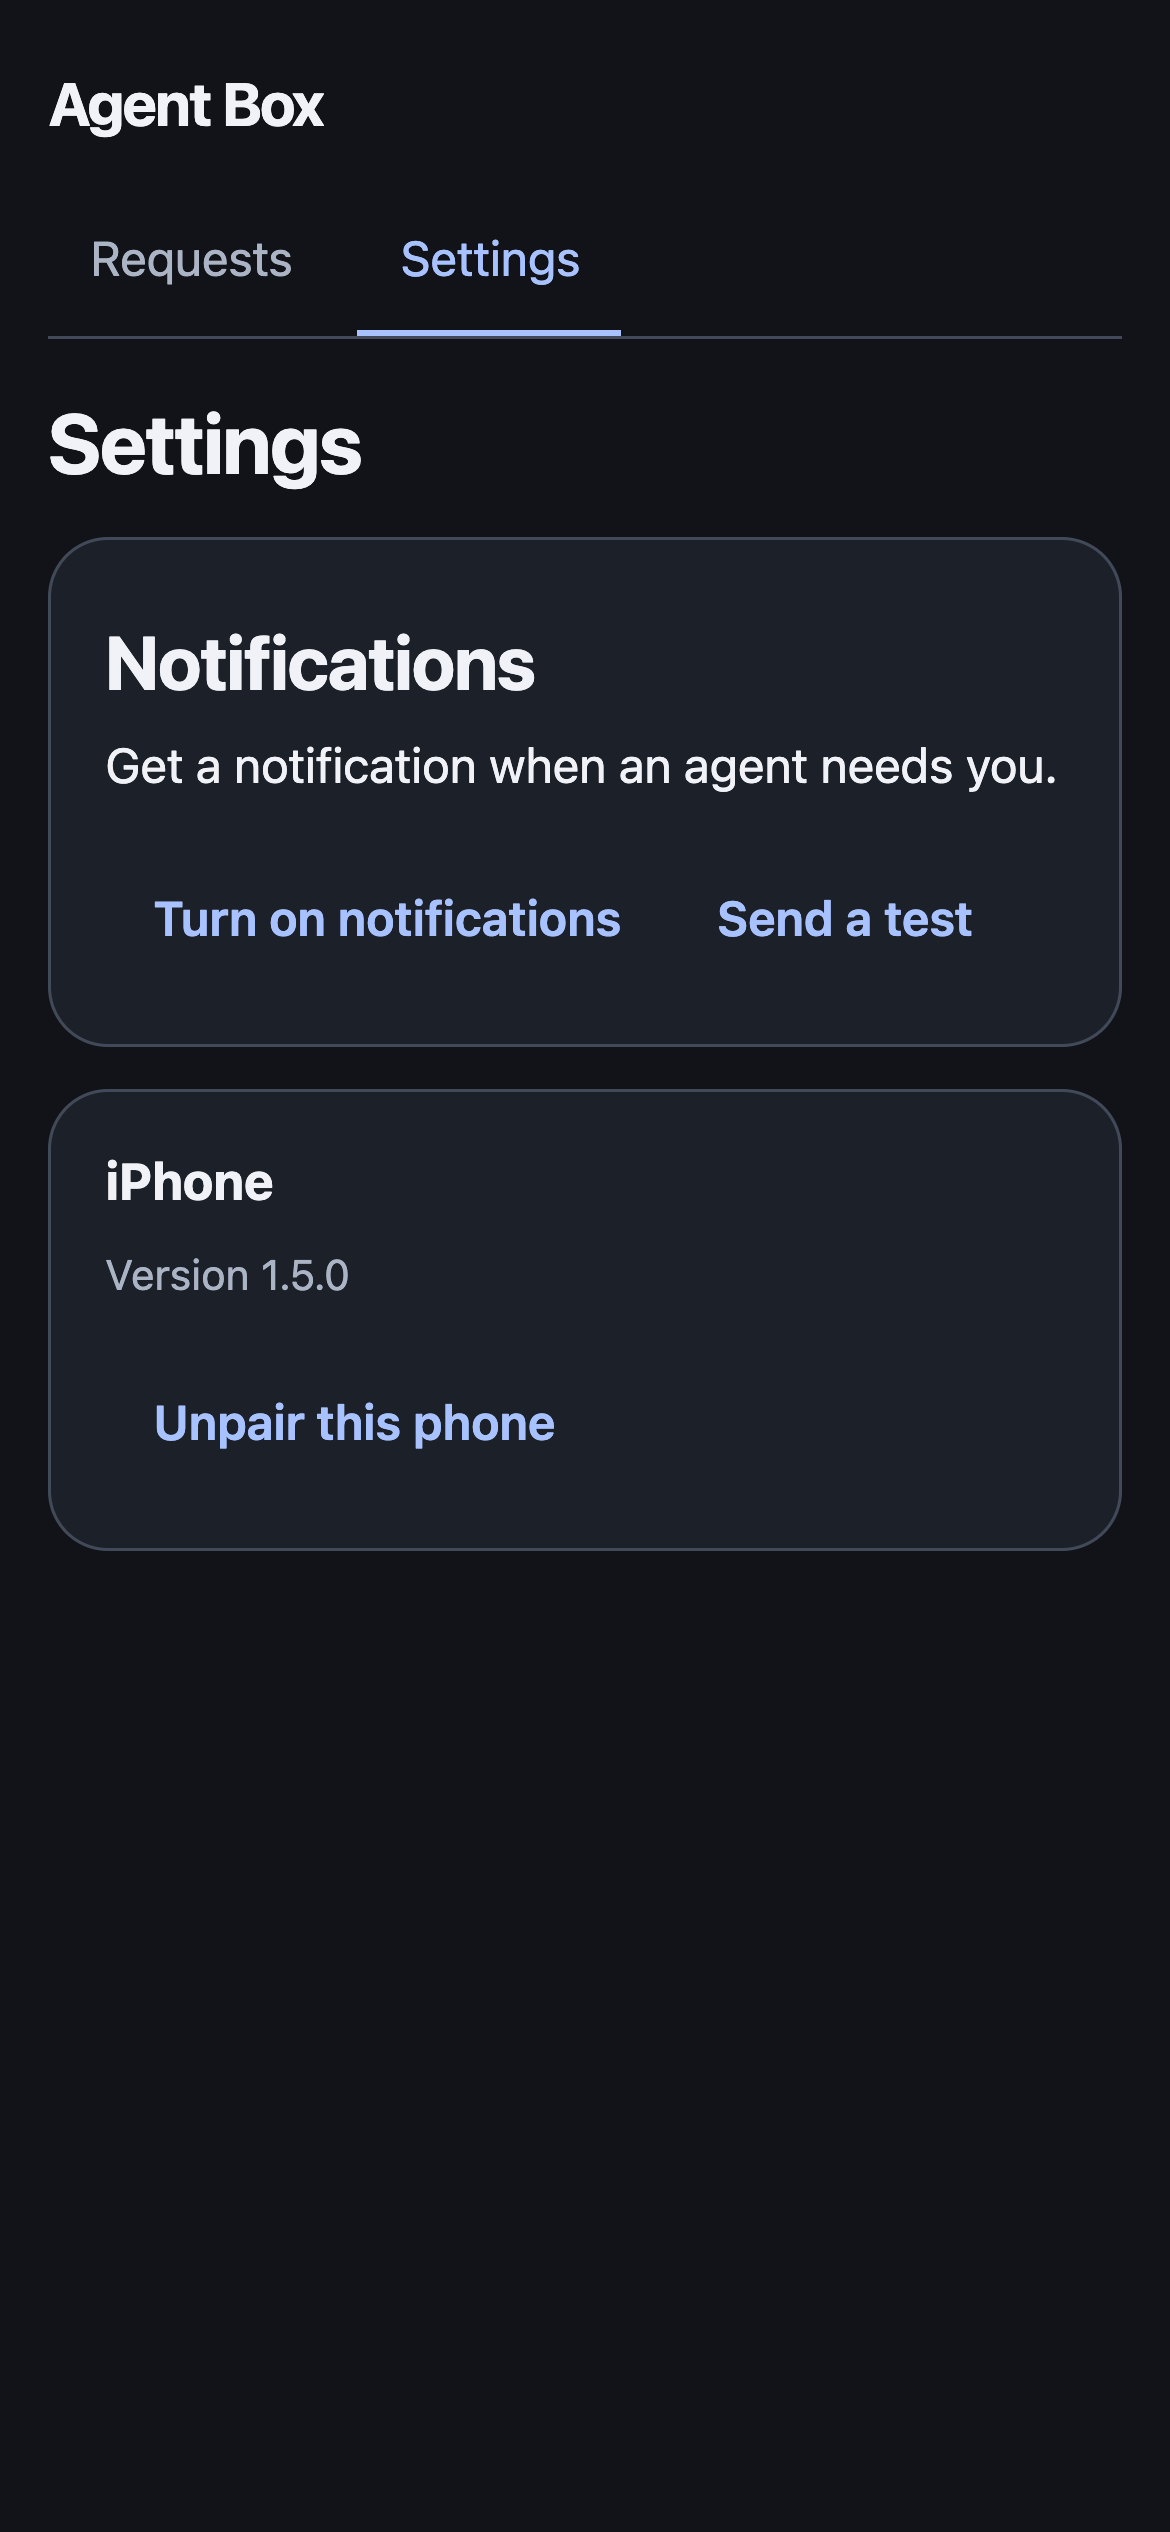 Agent Box
Requests Settings
Settings
Notifications
Get a notification when an agent needs you.
Turn on notifications Send a test
iPhone
Version 1.5.0
Unpair this phone